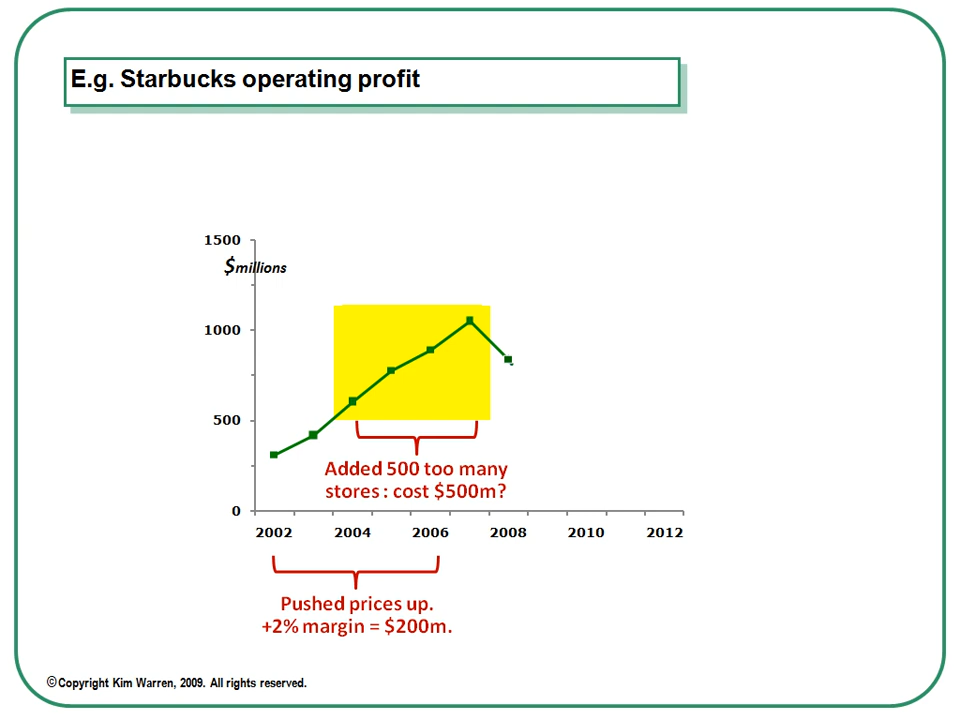 E.g. Starbucks operating profit
1500
$millions
1000
500
Added 500 too many
stores : cost $500m?
0
2002 2004 2006 2008 2010 2012
Pushed prices up.
+2% margin = $200m.
©Copyright Kim Warren, 2009. All rights reserved.